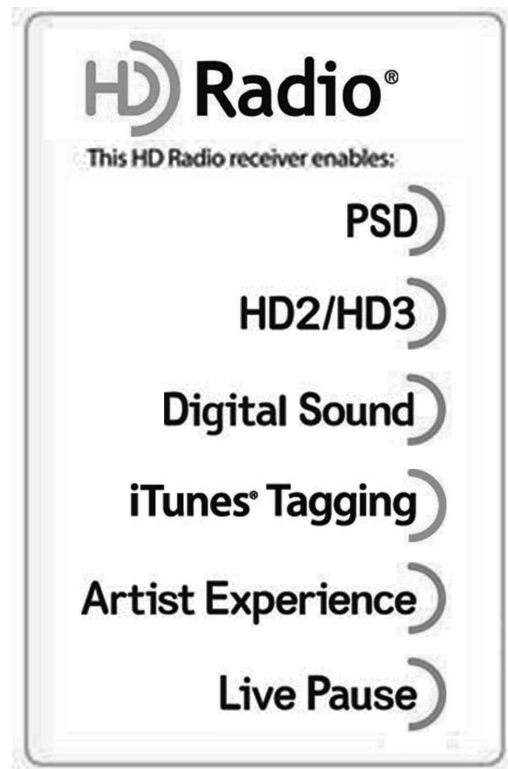 HD Radio®
This HD Radio receiver enables:
PSD
HD2/HD3
Digital Sound
iTunes® Tagging
Artist Experience
Live Pause